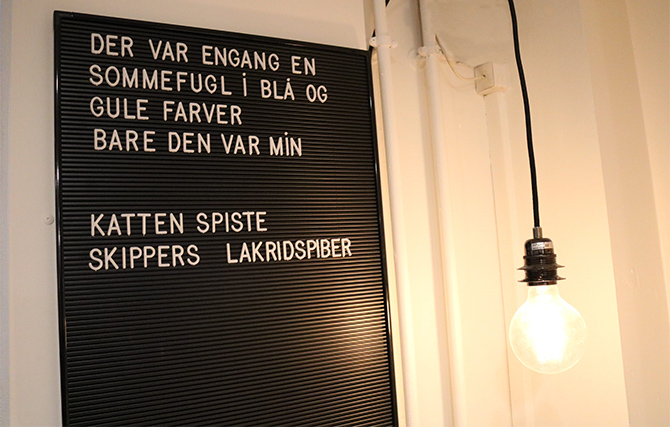 DER VAR ENGANG EN
SOMMEFUGL i BLÅ OG
GULE FARVER
BARE DEN VAR MiN
KATTEN SPISTE
SKIPPERS LAKRIDSPIBER